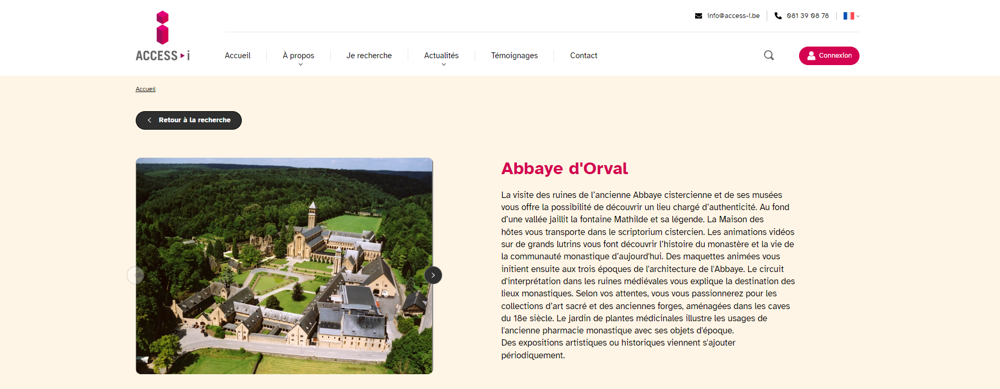 info@access-i.be
081 39 08 78
ACCESS i
Accueil
À propos
Je recherche
Actualités
Témoignages
Contact
Connexion
Accueil
Retour à la recherche
Abbaye d'Orval
La visite des ruines de l’ancienne Abbaye cistercienne et de ses musées
vous offre la possibilité de découvrir un lieu chargé d’authenticité. Au fond
d’une vallée jaillit la fontaine Mathilde et sa légende. La Maison des
hôtes vous transporte dans le scriptorium cistercien. Les animations vidéos
sur de grands lutrins vous font découvrir l’histoire du monastère et la vie de
la communauté monastique d’aujourd'hui. Des maquettes animées vous
initient ensuite aux trois époques de l'architecture de l'Abbaye. Le circuit
d'interprétation dans les ruines médiévales vous explique la destination des
lieux monastiques. Selon vos attentes, vous vous passionnerez pour les
collections d’art sacré et des anciennes forges, aménagées dans les caves
du 18e siècle. Le jardin de plantes médicinales illustre les usages de
l'ancienne pharmacie monastique avec ses objets d'époque.
Des expositions artistiques ou historiques viennent s'ajouter
périodiquement.